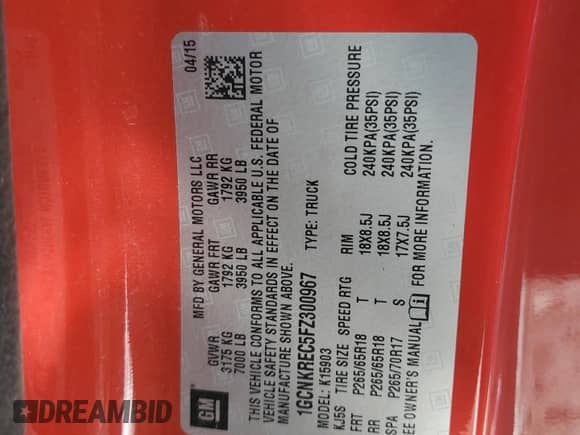 04/15
MFD BY GENERAL MOTORS LLC
GVWR GAWR FRT GAWR RR
3175 KG 1792 KG 1792 KG
7000 LB 3950 LB 3950 LB
THIS VEHICLE CONFORMS TO ALL APPLICABLE U.S. FEDERAL MOTOR
VEHICLE SAFETY STANDARDS IN EFFECT ON THE DATE OF
MANUFACTURE SHOWN ABOVE.
1GCNKREC5FZ300967 TYPE: TRUCK
MODEL: K15903
KJ5S TIRE SIZE SPEED RTG RIM COLD TIRE PRESSURE
FRT P265/65R18 T 18X8.5J 240KPA(35PSI)
RR P265/65R18 T 18X8.5J 240KPA(35PSI)
SPA P265/70R17 S 17X7.5J 240KPA(35PSI)
EE OWNER'S MANUAL FOR MORE INFORMATION.
GM
DREAMBID
.com